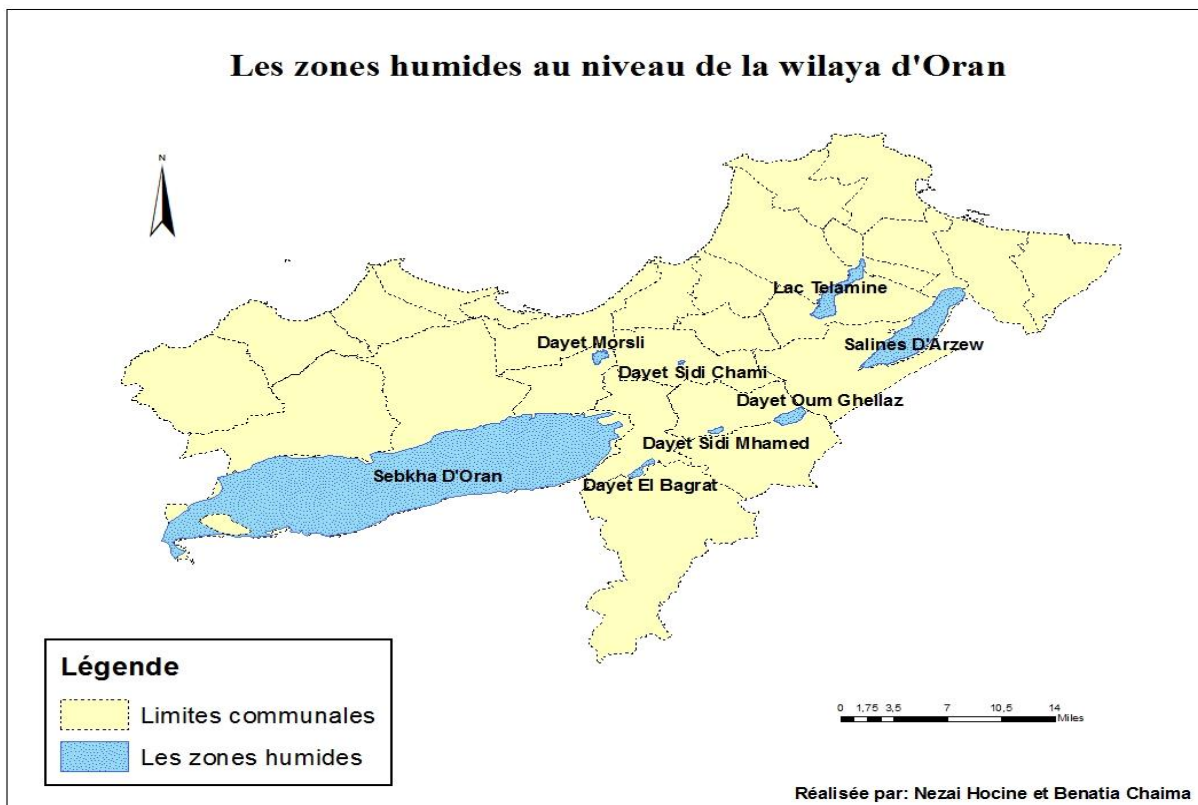 Les zones humides au niveau de la wilaya d'Oran
N
Lac Telamine
Dayet Morsli
Salines D'Arzew
Dayet Sidi Chami
Dayet Oum Ghellaz
Dayet Sidi Mhamed
Sebkha D'Oran
Dayet El Bagrat
Légende
Limites communales
Les zones humides
0 1,75 3,5 7 10,5 14
Miles
Réalisée par: Nezai Hocine et Benatia Chaima